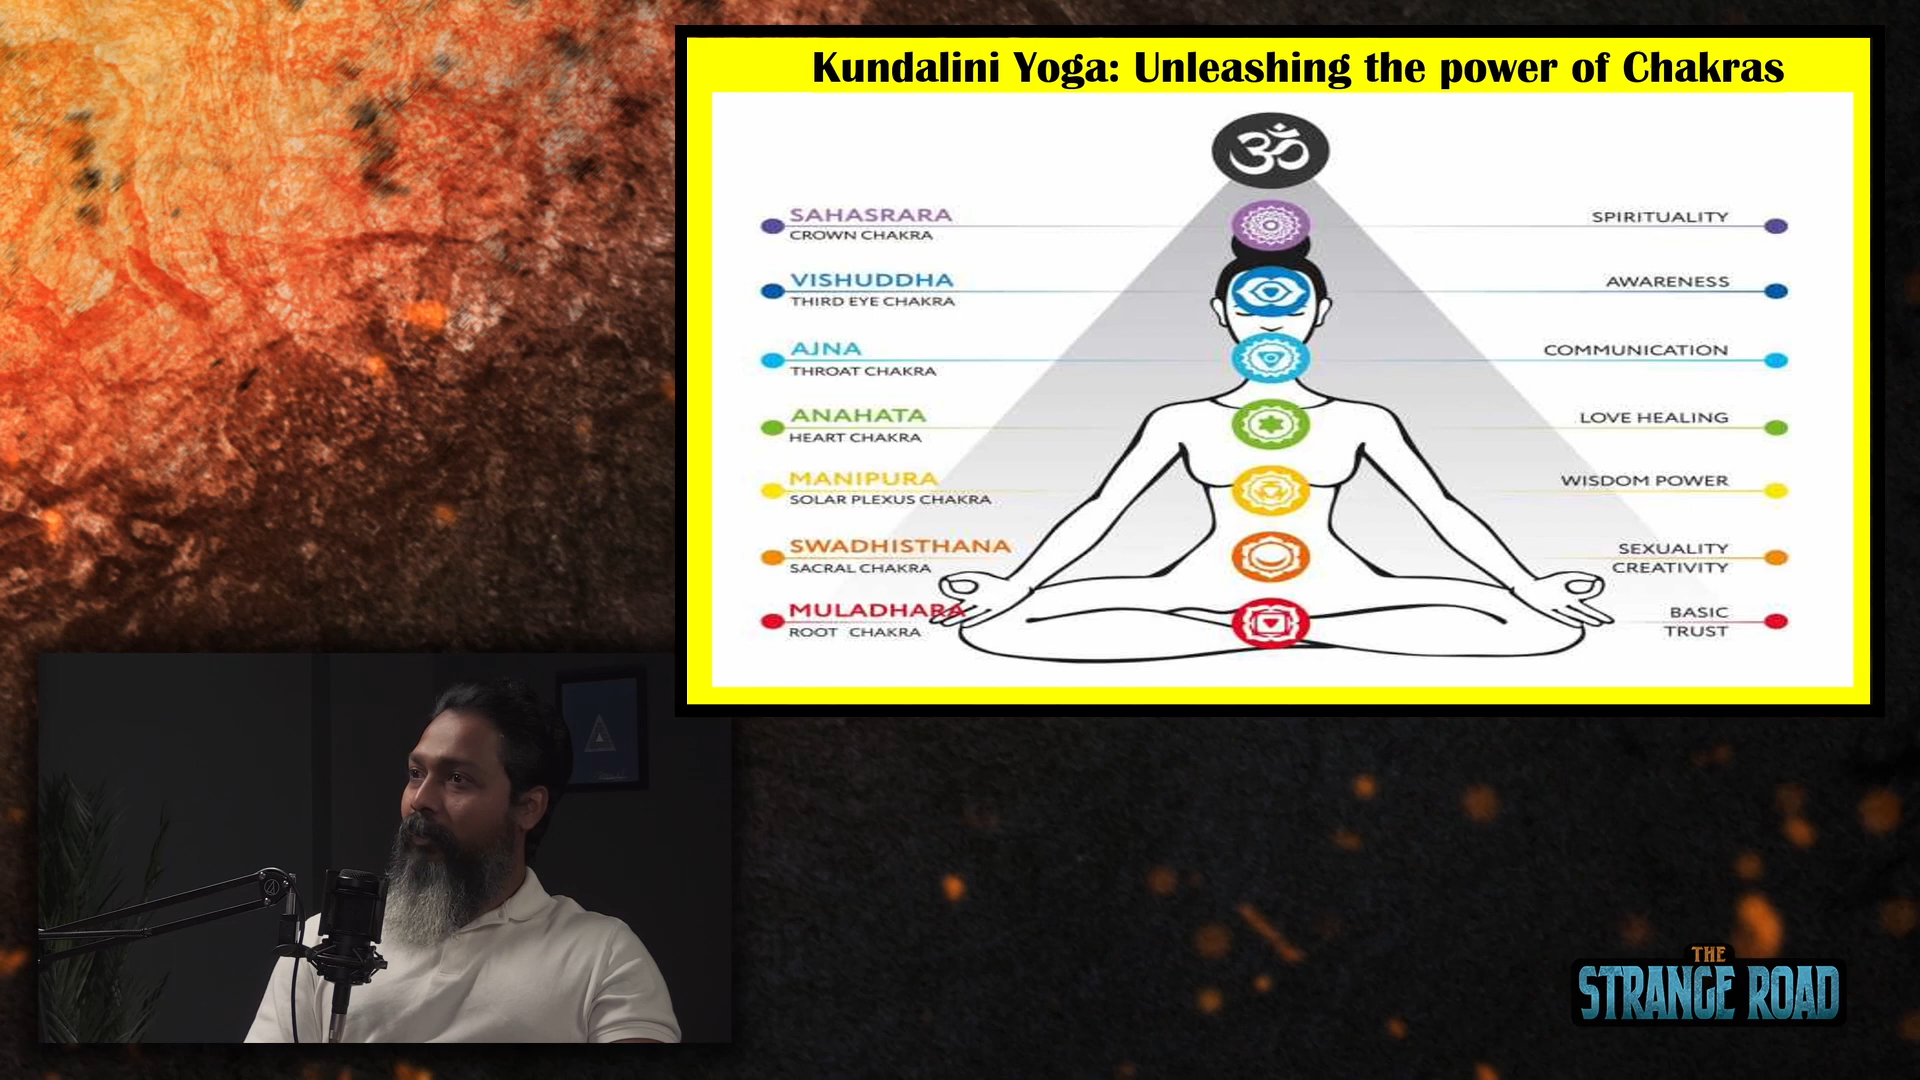 Kundalini Yoga: Unleashing the power of Chakras
ॐ
SAHASRARA
CROWN CHAKRA
SPIRITUALITY
VISHUDDHA
THIRD EYE CHAKRA
AWARENESS
AJNA
THROAT CHAKRA
COMMUNICATION
ANAHATA
HEART CHAKRA
LOVE HEALING
MANIPURA
SOLAR PLEXUS CHAKRA
WISDOM POWER
SWADHISTHANA
SACRAL CHAKRA
SEXUALITY
CREATIVITY
MULADHARA
ROOT CHAKRA
BASIC
TRUST
THE
STRANGE ROAD